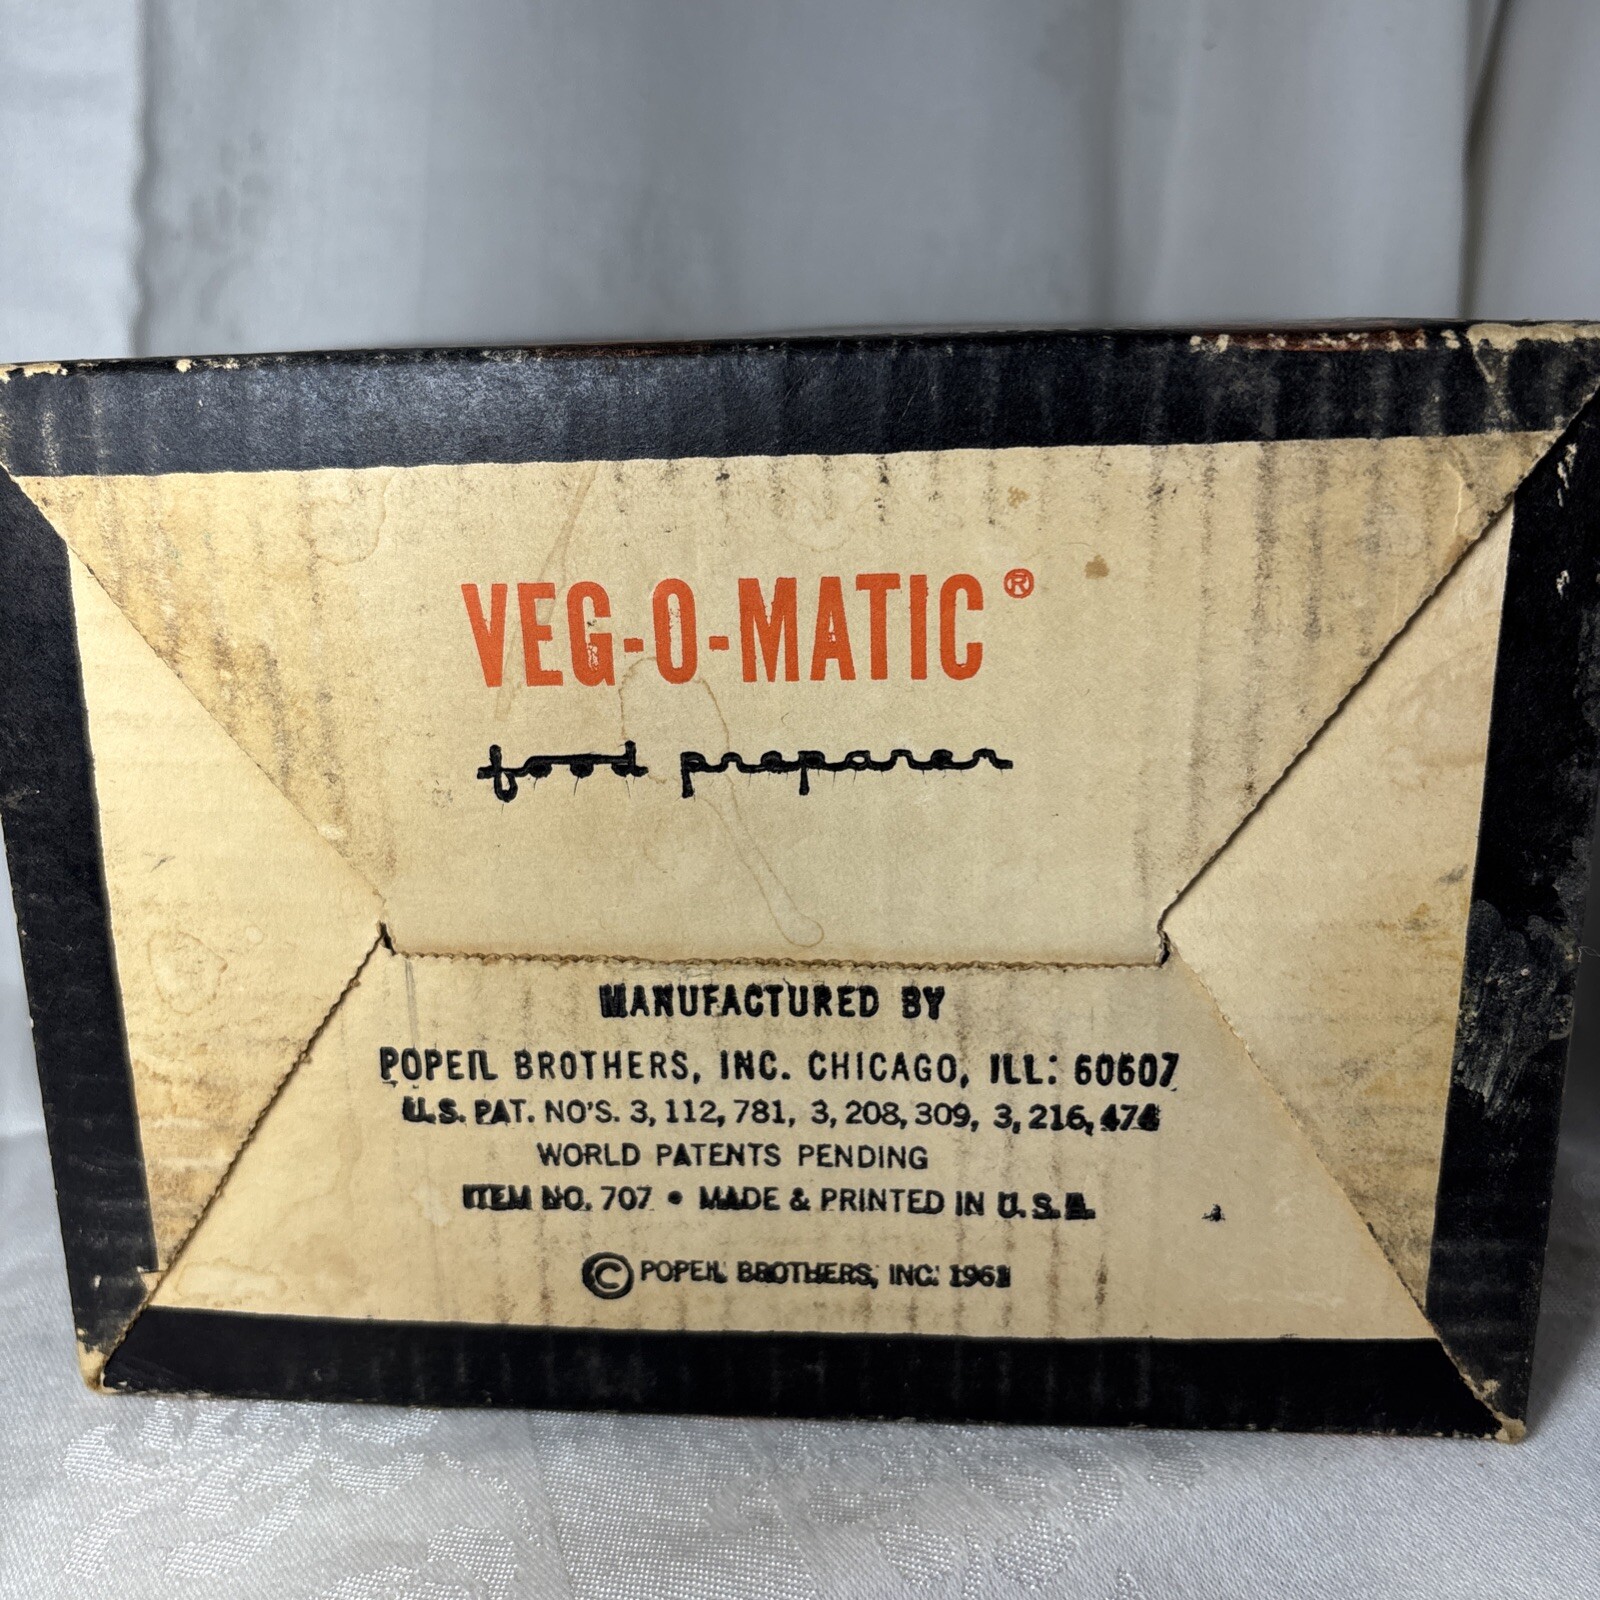 VEG-O-MATIC®
food preparer
MANUFACTURED BY
POPEIL BROTHERS, INC. CHICAGO, ILL. 60607
U.S. PAT. NO'S. 3,112,781, 3,208,309, 3,216,474
WORLD PATENTS PENDING
ITEM NO. 707 • MADE & PRINTED IN U.S.A.
© POPEIL BROTHERS, INC.